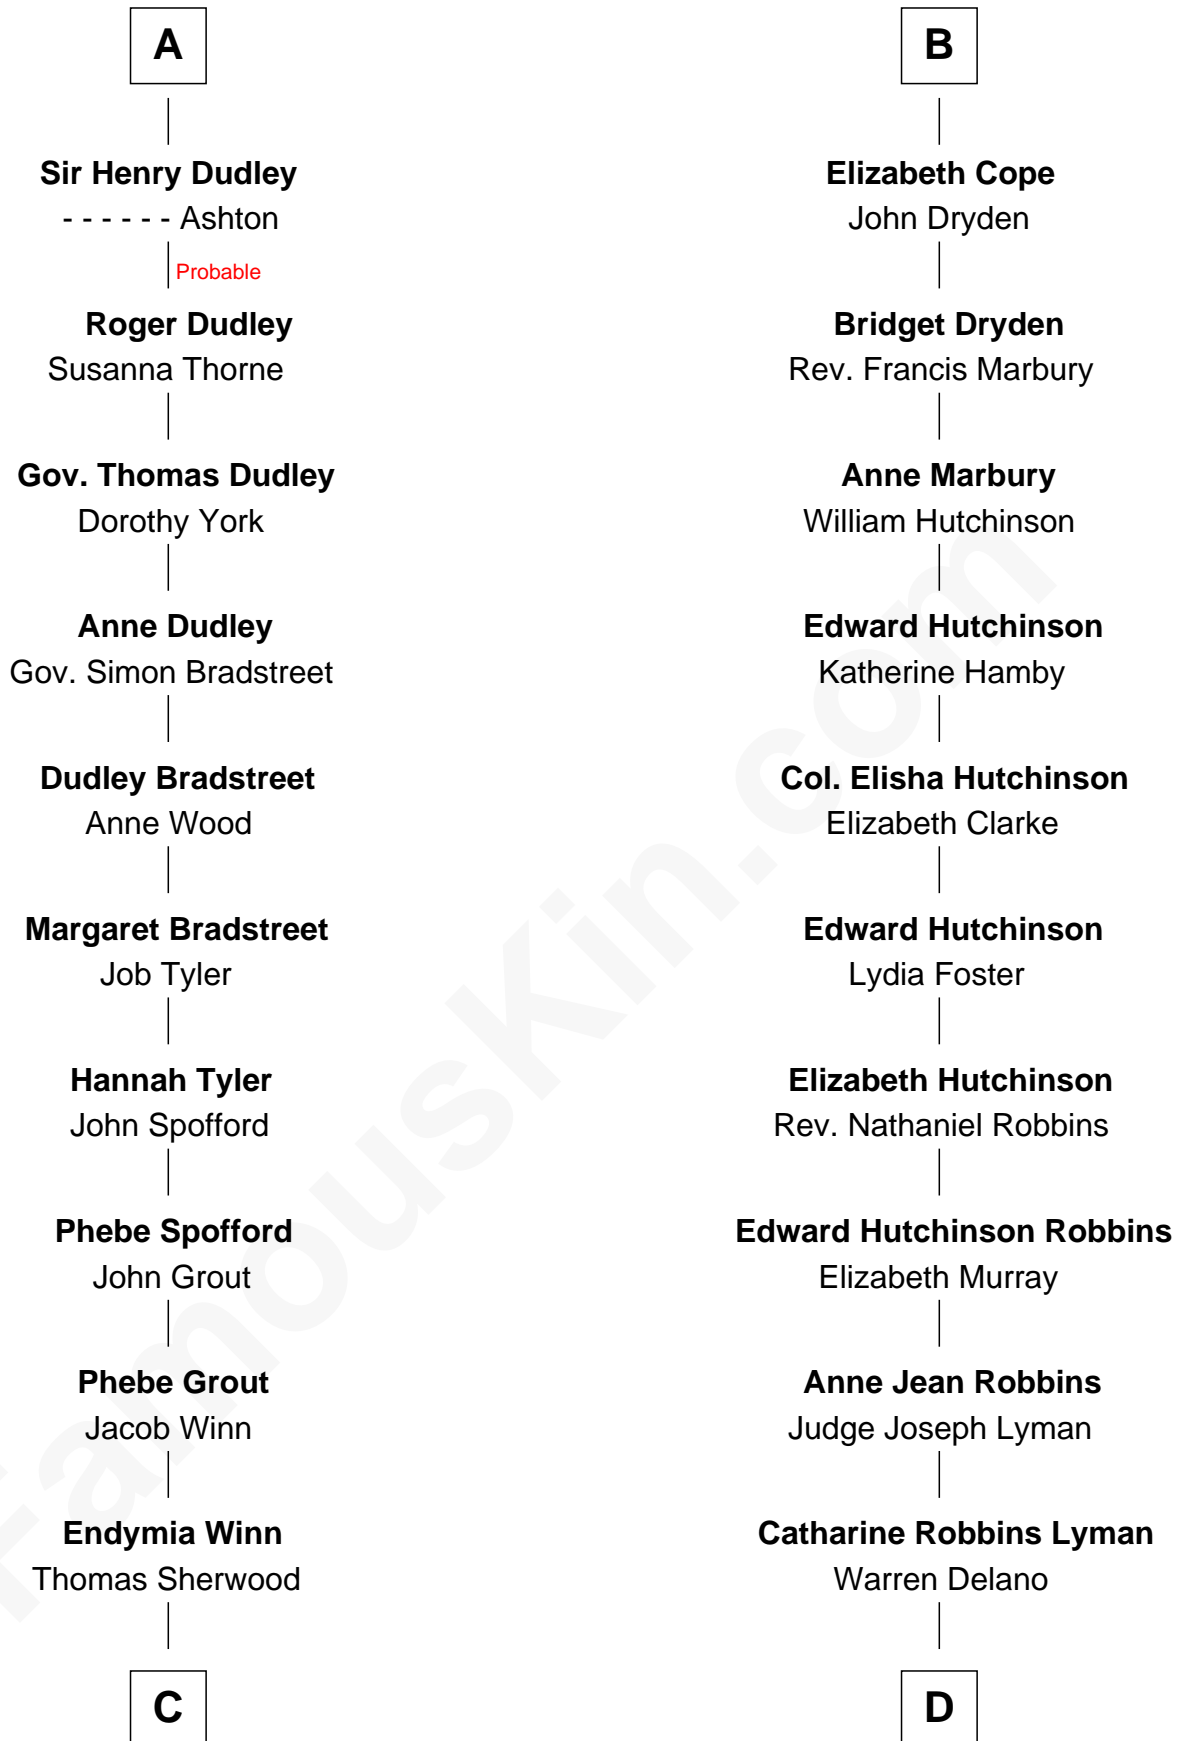 A
Sir Henry Dudley
- - - - - - Ashton
Probable
Roger Dudley
Susanna Thorne
Gov. Thomas Dudley
Dorothy York
Anne Dudley
Gov. Simon Bradstreet
Dudley Bradstreet
Anne Wood
Margaret Bradstreet
Job Tyler
Hannah Tyler
John Spofford
Phebe Spofford
John Grout
Phebe Grout
Jacob Winn
Endymia Winn
Thomas Sherwood
C
B
Elizabeth Cope
John Dryden
Bridget Dryden
Rev. Francis Marbury
Anne Marbury
William Hutchinson
Edward Hutchinson
Katherine Hamby
Col. Elisha Hutchinson
Elizabeth Clarke
Edward Hutchinson
Lydia Foster
Elizabeth Hutchinson
Rev. Nathaniel Robbins
Edward Hutchinson Robbins
Elizabeth Murray
Anne Jean Robbins
Judge Joseph Lyman
Catharine Robbins Lyman
Warren Delano
D
FamousKin.com